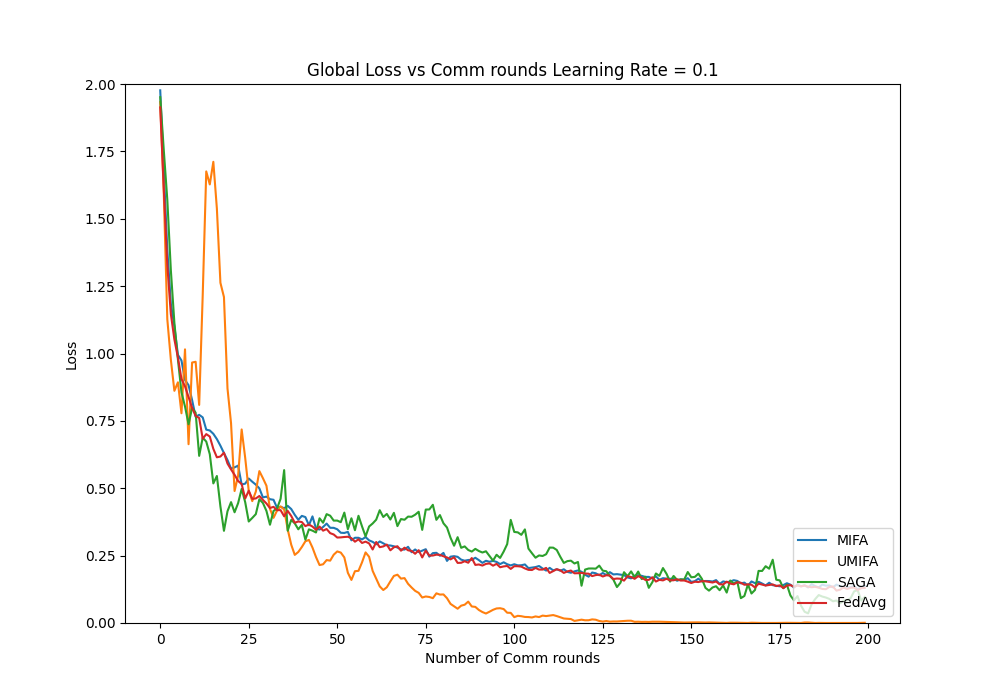 Global Loss vs Comm rounds Learning Rate = 0.1
2.00
1.75
1.50
1.25
1.00
0.75
0.50
0.25
0.00
Loss
0 25 50 75 100 125 150 175 200
Number of Comm rounds
MIFA
UMIFA
SAGA
FedAvg